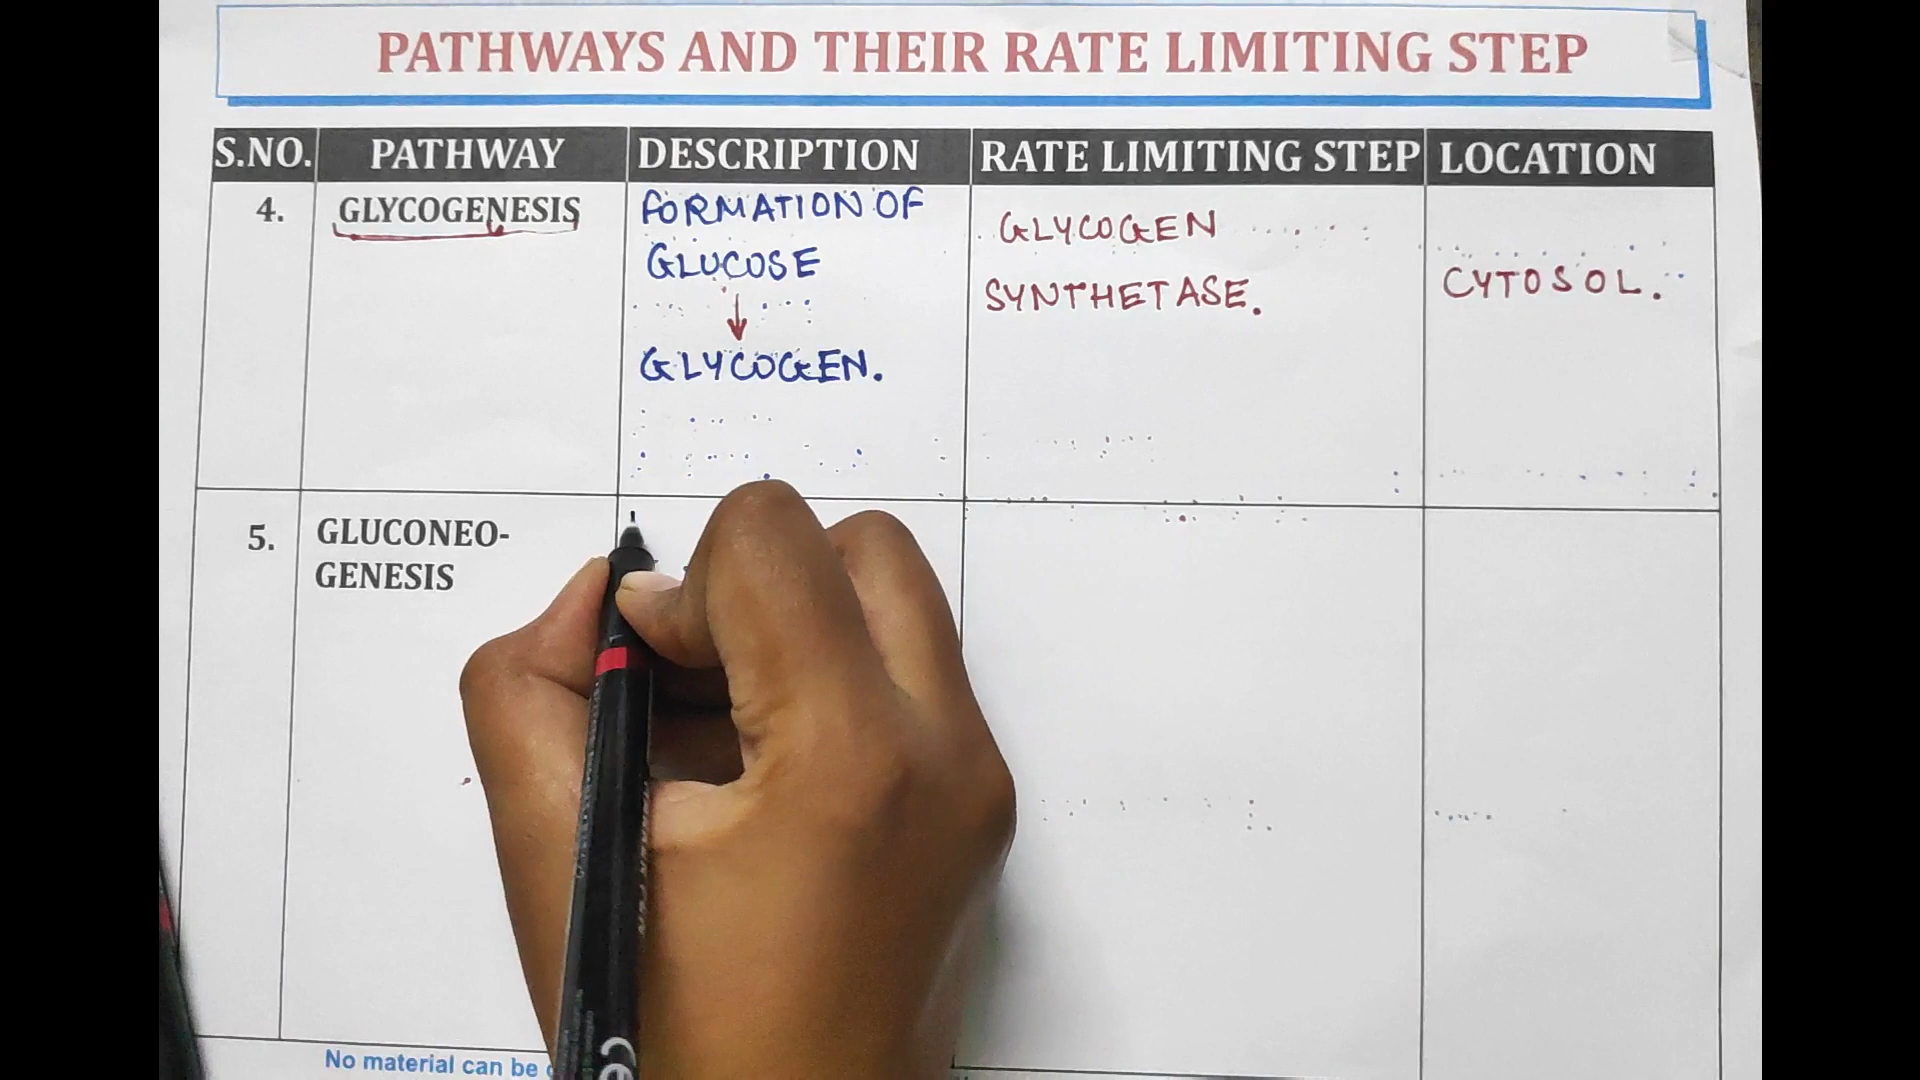 PATHWAYS AND THEIR RATE LIMITING STEP
S.NO. PATHWAY DESCRIPTION RATE LIMITING STEP LOCATION
4. GLYCOGENESIS
FORMATION OF
GLUCOSE
↓
GLYCOGEN.
GLYCOGEN
SYNTHETASE.
CYTOSOL.
5. GLUCONEO-
GENESIS
No material can be